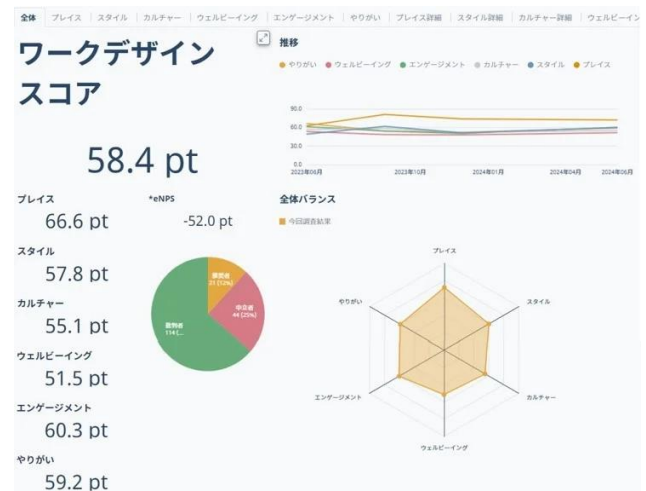 全体 プレイス スタイル カルチャー ウェルビーイング エンゲージメント やりがい プレイス詳細 スタイル詳細 カルチャー詳細 ウェルビーイン
ワークデザイン
スコア
58.4 pt
プレイス
66.6 pt
*eNPS
-52.0 pt
スタイル
57.8 pt
カルチャー
55.1 pt
ウェルビーイング
51.5 pt
エンゲージメント
60.3 pt
やりがい
59.2 pt
推奨者
21 (12%)
中立者
44 (25%)
批判者
114 (...
推移
やりがい ウェルビーイング エンゲージメント カルチャー スタイル プレイス
90.0
60.0
30.0
0.0
2023年06月 2023年10月 2024年01月 2024年04月 2024年06月
全体バランス
今回調査結果
プレイス
スタイル
カルチャー
ウェルビーイング
エンゲージメント
やりがい